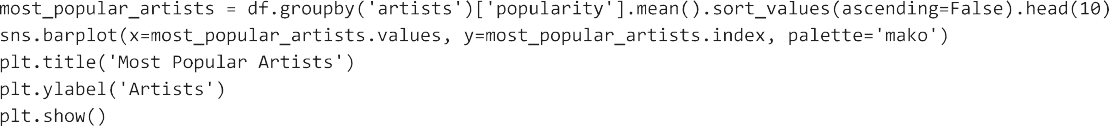 most_popular_artists = df.groupby('artists')['popularity'].mean().sort_values(ascending=False).head(10)
sns.barplot(x=most_popular_artists.values, y=most_popular_artists.index, palette='mako')
plt.title('Most Popular Artists')
plt.ylabel('Artists')
plt.show()